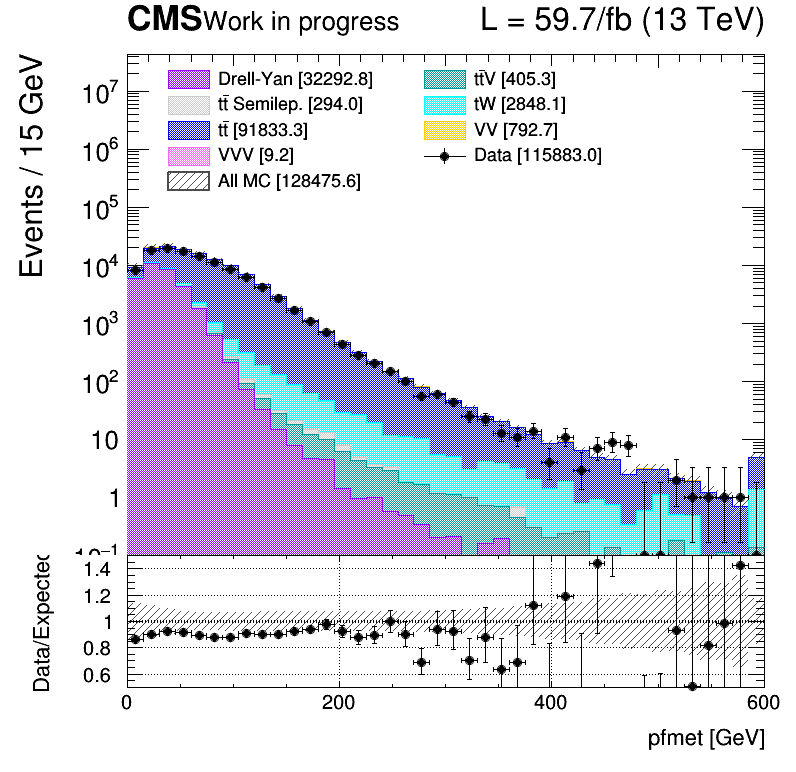 CMS Work in progress L = 59.7/fb (13 TeV)
Events / 15 GeV
10⁷
10⁶
10⁵
10⁴
10³
10²
10
1
10⁻¹
Drell-Yan [32292.8]
tt̄ Semilep. [294.0]
tt̄ [91833.3]
VVV [9.2]
All MC [128475.6]
tt̄V [405.3]
tW [2848.1]
VV [792.7]
Data [115883.0]
Data/Expected
1.4
1.2
1
0.8
0.6
0 200 400 600
pfmet [GeV]